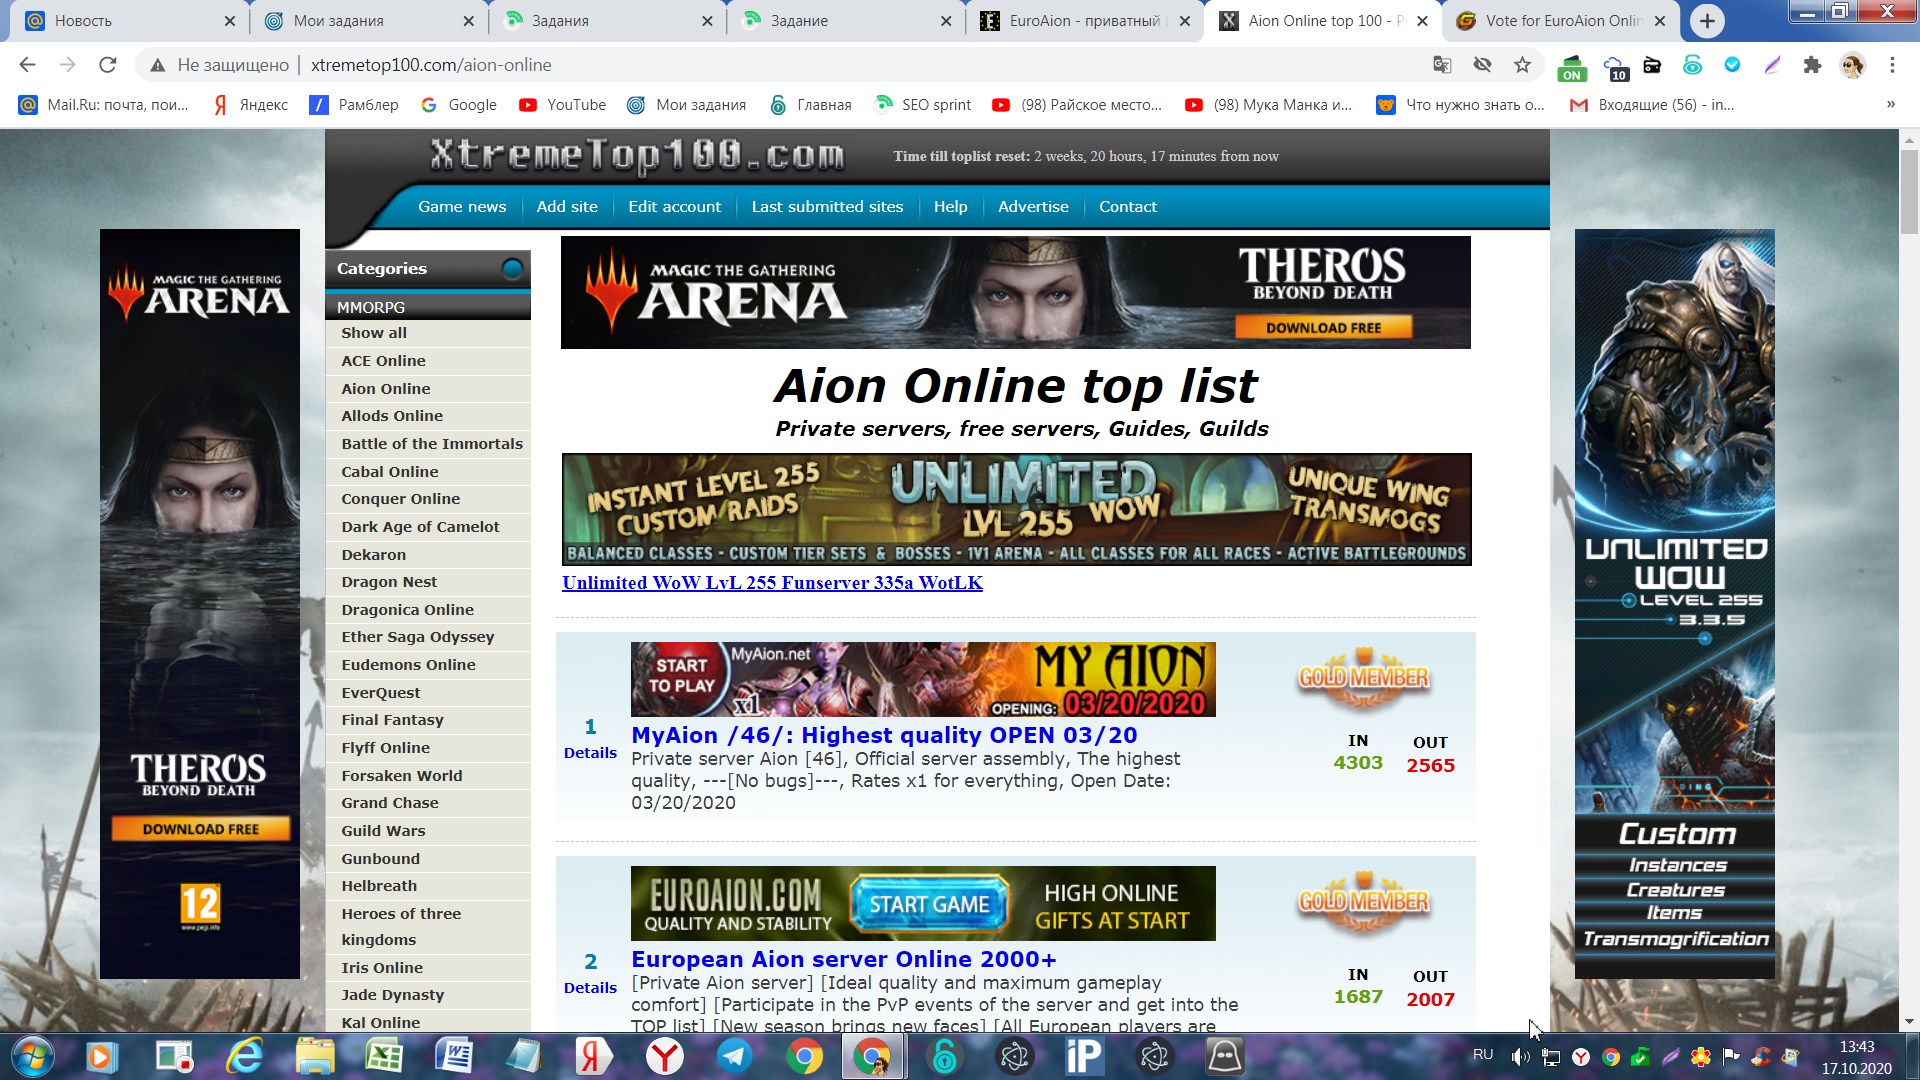 Новость
Мои задания
Задания
Задание
EuroAion - приватный
Aion Online top 100 - P
Vote for EuroAion Onlin
Не защищено
xtremetop100.com/aion-online
ON
10
Mail.Ru: почта, пои...
Яндекс
Рамблер
Google
YouTube
Мои задания
Главная
SEO sprint
(98) Райское место...
(98) Мука Манка и...
Что нужно знать о...
Входящие (56) - in...
»
XtremeTop100.com
Time till toplist reset: 2 weeks, 20 hours, 17 minutes from now
Game news
Add site
Edit account
Last submitted sites
Help
Advertise
Contact
MAGIC THE GATHERING
ARENA
THEROS
BEYOND DEATH
DOWNLOAD FREE
12
www.pegi.info
Categories
MMORPG
Show all
ACE Online
Aion Online
Allods Online
Battle of the Immortals
Cabal Online
Conquer Online
Dark Age of Camelot
Dekaron
Dragon Nest
Dragonica Online
Ether Saga Odyssey
Eudemons Online
EverQuest
Final Fantasy
Flyff Online
Forsaken World
Grand Chase
Guild Wars
Gunbound
Helbreath
Heroes of three
kingdoms
Iris Online
Jade Dynasty
Kal Online
MAGIC THE GATHERING
ARENA
THEROS
BEYOND DEATH
DOWNLOAD FREE
Aion Online top list
Private servers, free servers, Guides, Guilds
INSTANT LEVEL 255
CUSTOM RAIDS
UNLIMITED
WOW
LVL 255
UNIQUE WING
TRANSMOGS
BALANCED CLASSES - CUSTOM TIER SETS & BOSSES - 1V1 ARENA - ALL CLASSES FOR ALL RACES - ACTIVE BATTLEGROUNDS
Unlimited WoW LvL 255 Funserver 335a WotLK
START
TO PLAY
MyAion.net
x1
MY AION
OPENING: 03/20/2020
GOLD MEMBER
1
Details
MyAion /46/: Highest quality OPEN 03/20
Private server Aion [46], Official server assembly, The highest
quality, ---[No bugs]---, Rates x1 for everything, Open Date:
03/20/2020
IN
4303
OUT
2565
EUROAION.COM
QUALITY AND STABILITY
START GAME
HIGH ONLINE
GIFTS AT START
GOLD MEMBER
2
Details
European Aion server Online 2000+
[Private Aion server] [Ideal quality and maximum gameplay
comfort] [Participate in the PvP events of the server and get into the
TOP list] [New season brings new faces] [All European players are
IN
1687
OUT
2007
UNLIMITED
WOW
LEVEL 255
3.3.5
Custom
Instances
Creatures
Items
Transmogrification
RU
13:43
17.10.2020